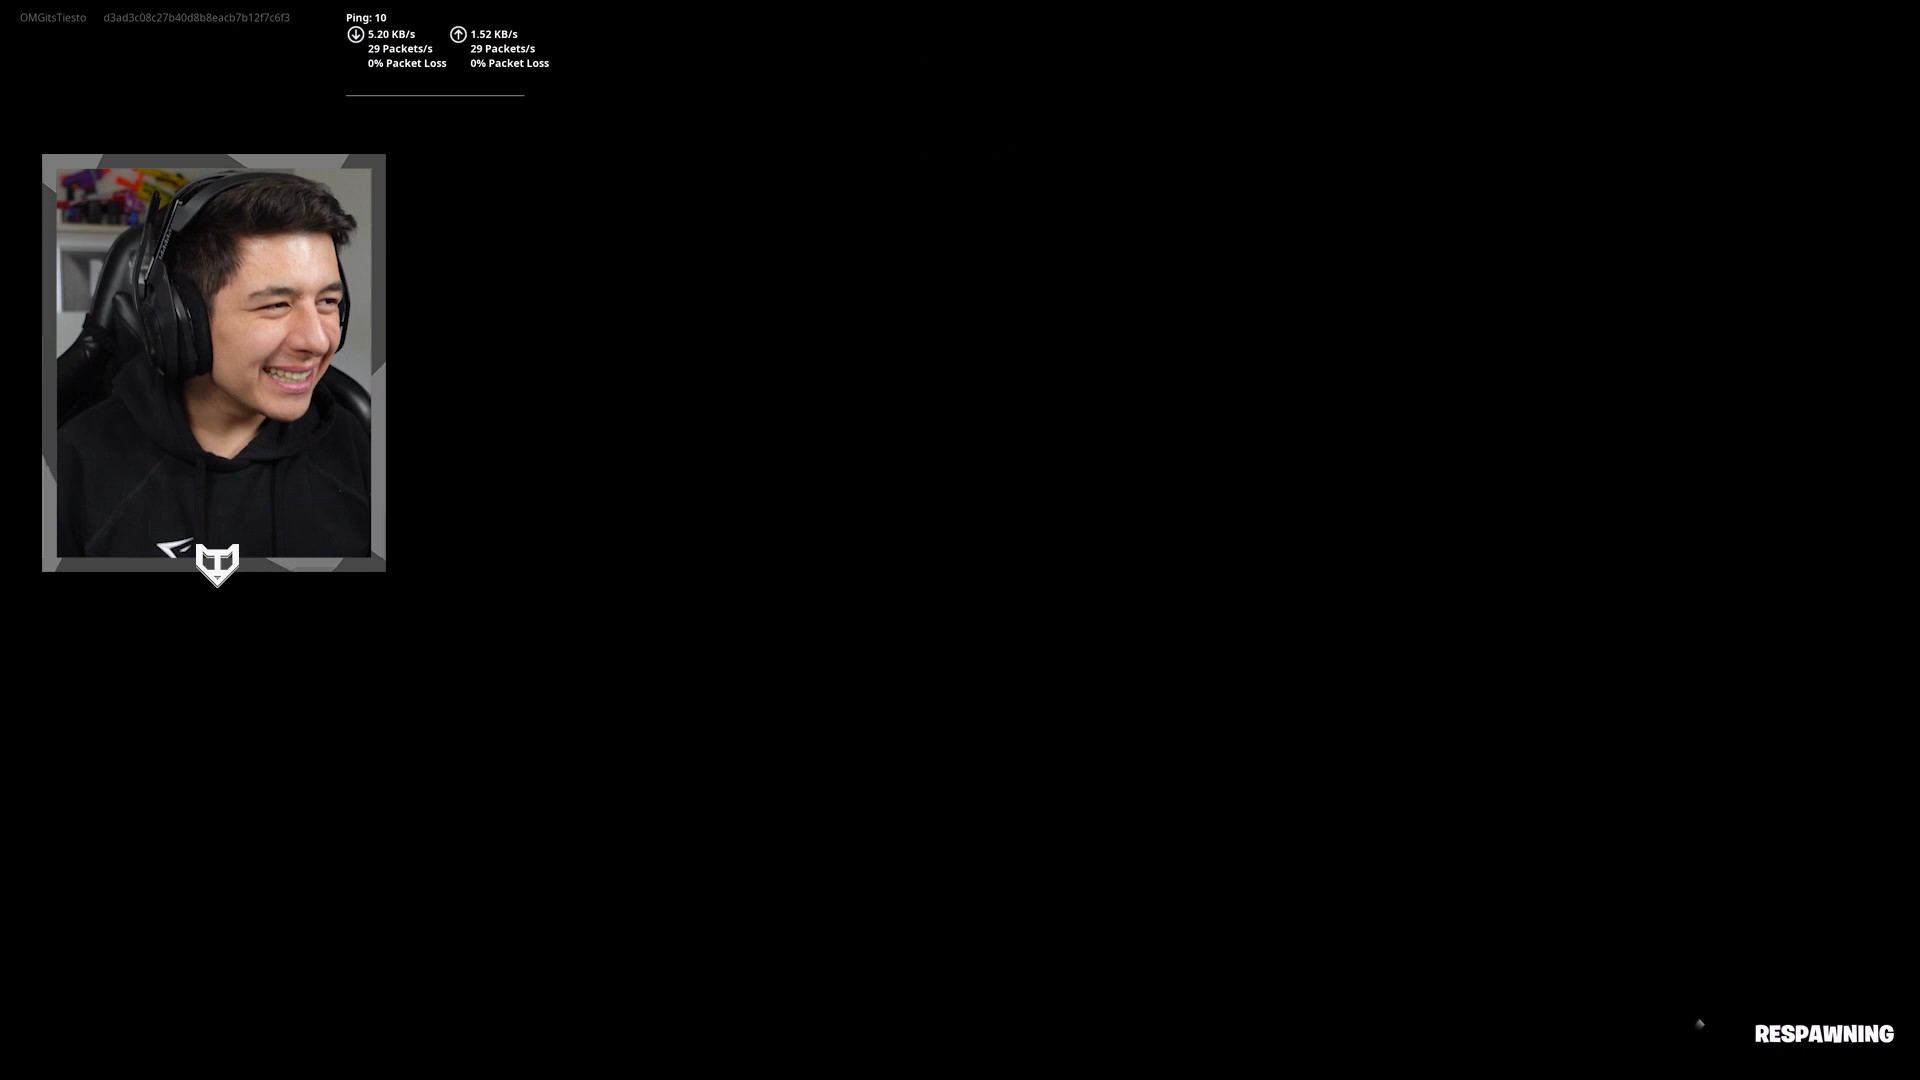 OMGitsTiesto d3ad3c08c27b40d8b8eacb7b12f7c6f3
Ping: 10
5.20 KB/s 1.52 KB/s
29 Packets/s 29 Packets/s
0% Packet Loss 0% Packet Loss
RESPAWNING